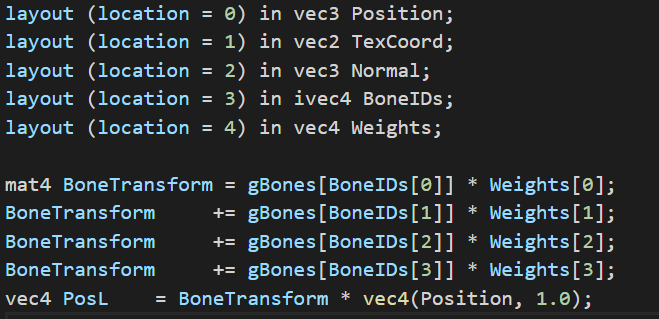 layout (location = 0) in vec3 Position;
layout (location = 1) in vec2 TexCoord;
layout (location = 2) in vec3 Normal;
layout (location = 3) in ivec4 BoneIDs;
layout (location = 4) in vec4 Weights;

mat4 BoneTransform = gBones[BoneIDs[0]] * Weights[0];
BoneTransform     += gBones[BoneIDs[1]] * Weights[1];
BoneTransform     += gBones[BoneIDs[2]] * Weights[2];
BoneTransform     += gBones[BoneIDs[3]] * Weights[3];
vec4 PosL    = BoneTransform * vec4(Position, 1.0);